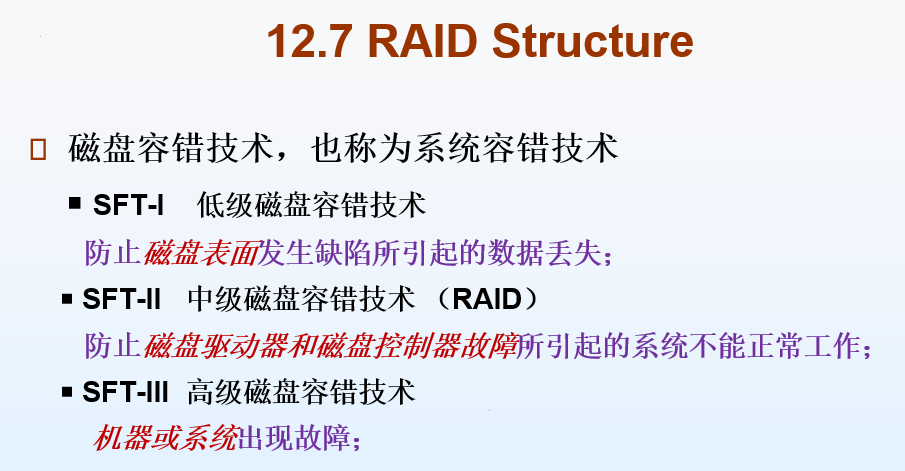 12.7 RAID Structure
磁盘容错技术，也称为系统容错技术
SFT-I 低级磁盘容错技术
防止磁盘表面发生缺陷所引起的数据丢失；
SFT-II 中级磁盘容错技术 （RAID）
防止磁盘驱动器和磁盘控制器故障所引起的系统不能正常工作；
SFT-III 高级磁盘容错技术
机器或系统出现故障；